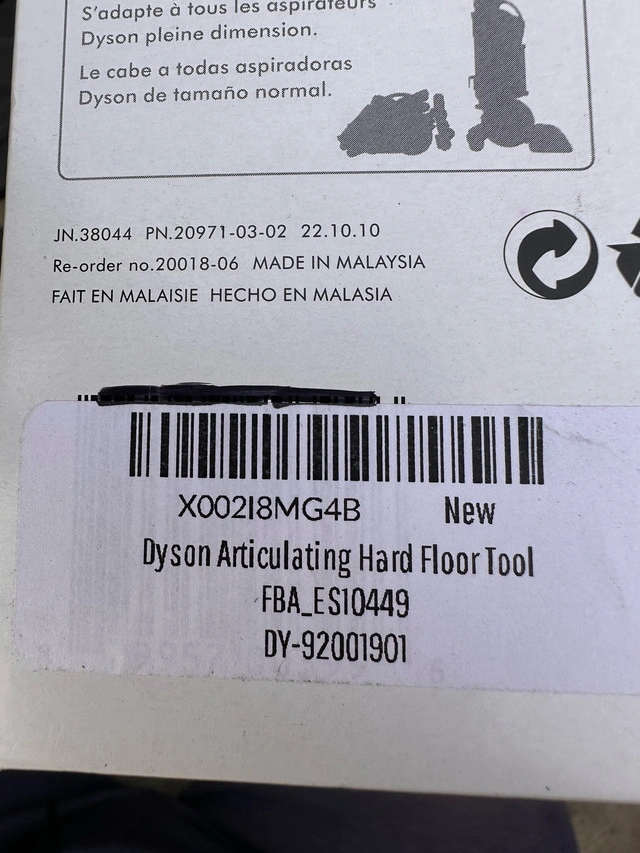 S'adapte à tous les aspirateurs
Dyson pleine dimension.
Le cabe a todas aspiradoras
Dyson de tamaño normal.
JN.38044 PN.20971-03-02 22.10.10
Re-order no.20018-06 MADE IN MALAYSIA
FAIT EN MALAISIE HECHO EN MALASIA
X002I8MG4B New
Dyson Articulating Hard Floor Tool
FBA_ES10449
DY-92001901